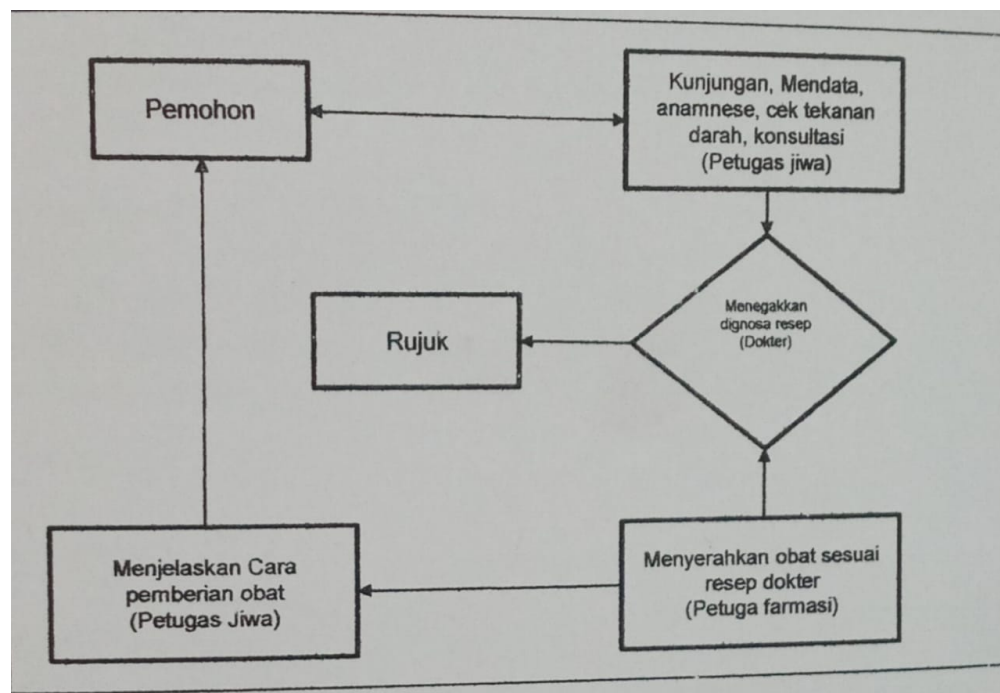 Pemohon
Kunjungan, Mendata,
anamnese, cek tekanan
darah, konsultasi
(Petugas jiwa)
Menegakkan
dignosa resep
(Dokter)
Rujuk
Menyerahkan obat sesuai
resep dokter
(Petuga farmasi)
Menjelaskan Cara
pemberian obat
(Petugas Jiwa)